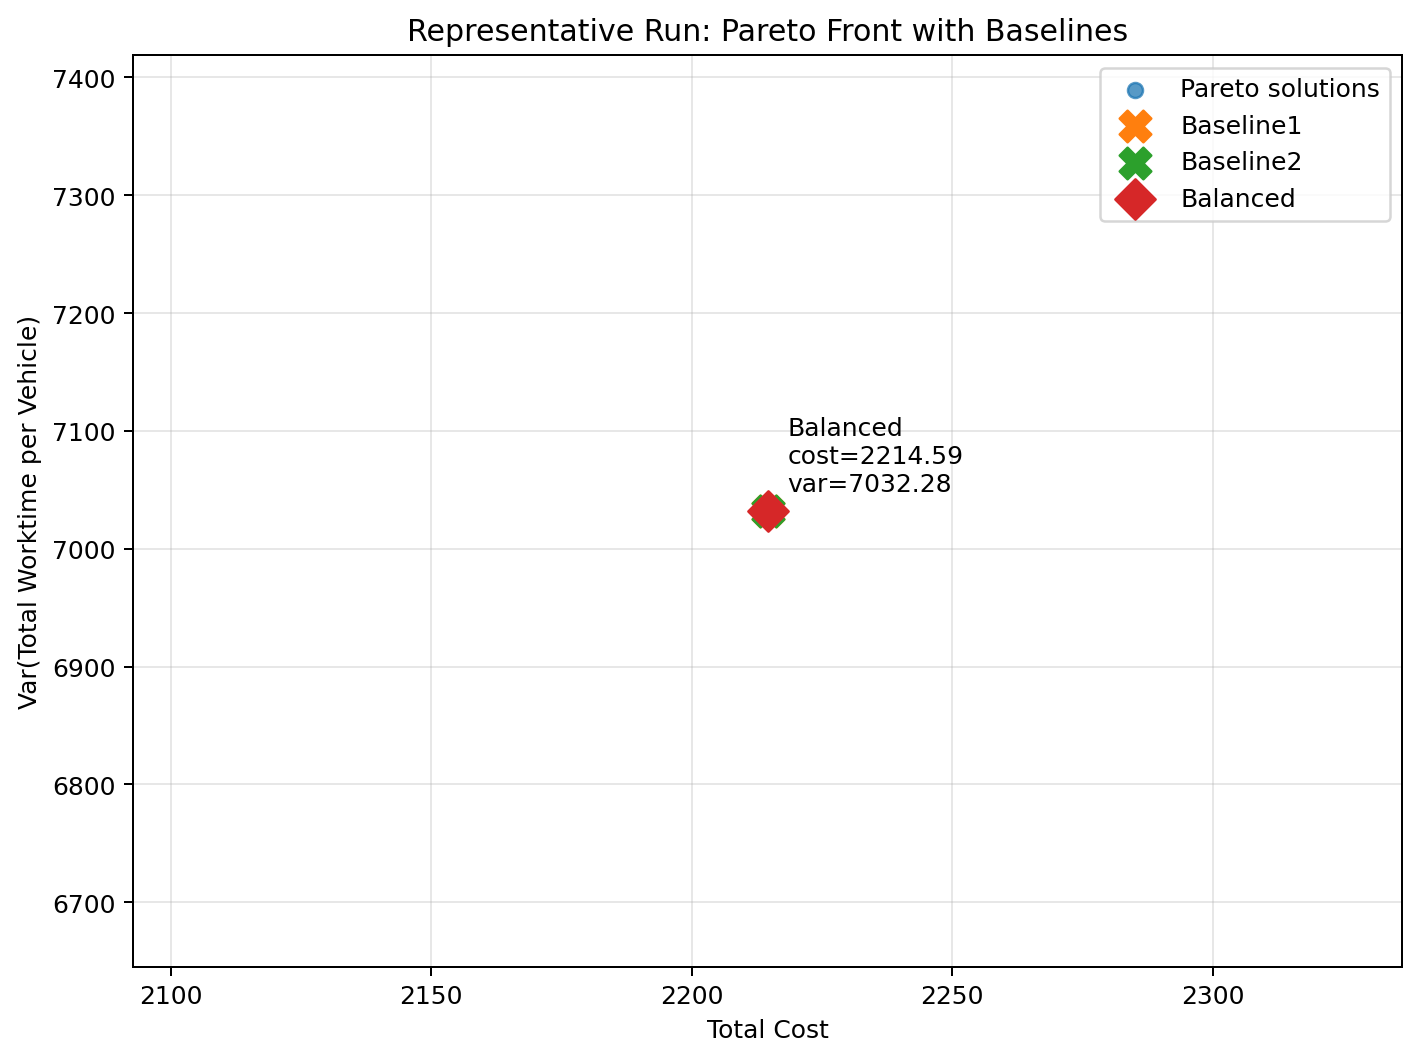 Representative Run: Pareto Front with Baselines
Pareto solutions
Baseline1
Baseline2
Balanced
Var(Total Worktime per Vehicle)
7400
7300
7200
7100
7000
6900
6800
6700
Balanced
cost=2214.59
var=7032.28
2100 2150 2200 2250 2300
Total Cost